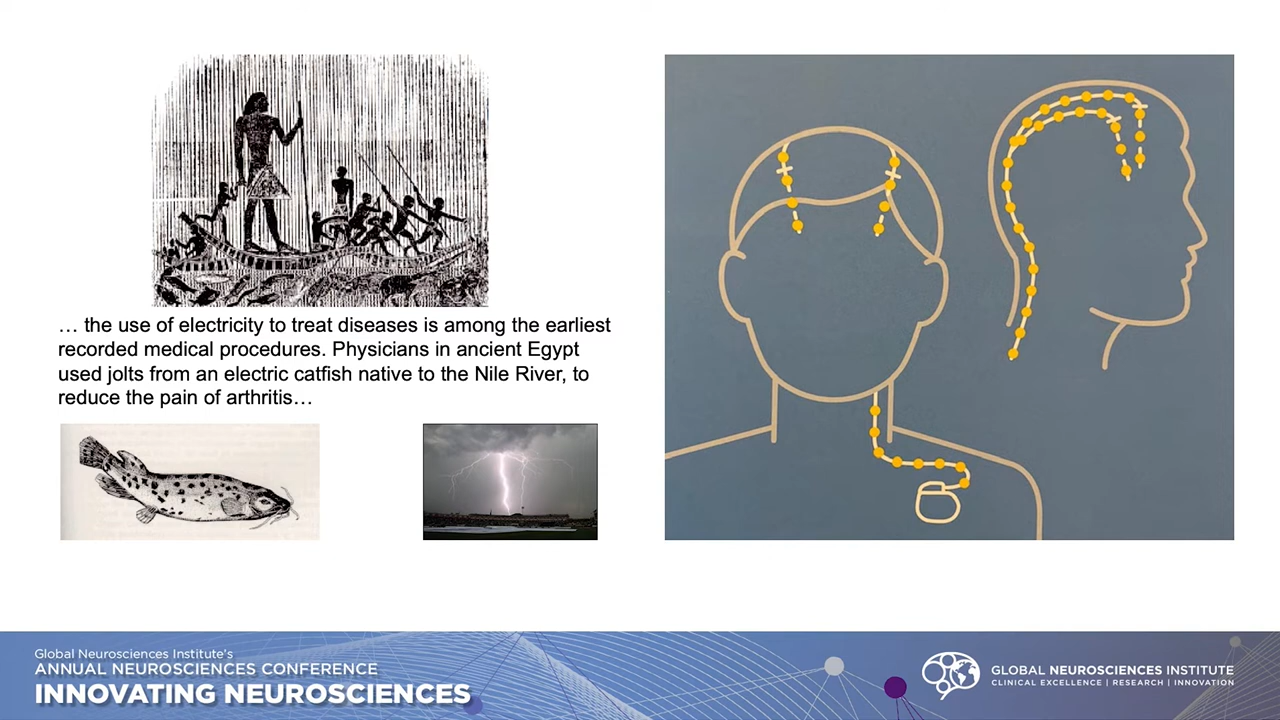 … the use of electricity to treat diseases is among the earliest
recorded medical procedures. Physicians in ancient Egypt
used jolts from an electric catfish native to the Nile River, to
reduce the pain of arthritis…
Global Neurosciences Institute's
ANNUAL NEUROSCIENCES CONFERENCE
INNOVATING NEUROSCIENCES
GLOBAL NEUROSCIENCES INSTITUTE
CLINICAL EXCELLENCE | RESEARCH | INNOVATION